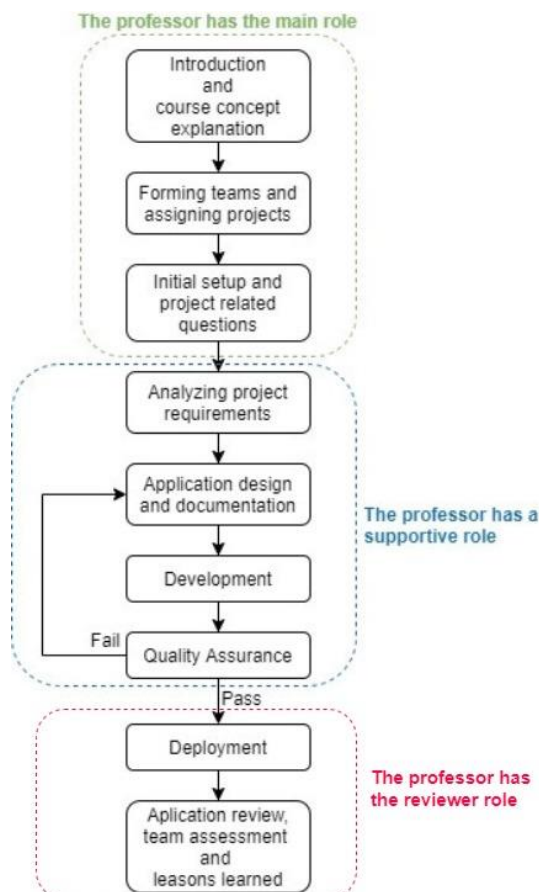 The professor has the main role
Introduction
and
course concept
explanation
Forming teams and
assigning projects
Initial setup and
project related
questions
Analyzing project
requirements
Application design
and documentation
The professor has a
supportive role
Development
Fail
Quality Assurance
Pass
Deployment
The professor has
the reviewer role
Aplication review,
team assessment
and
leasons learned